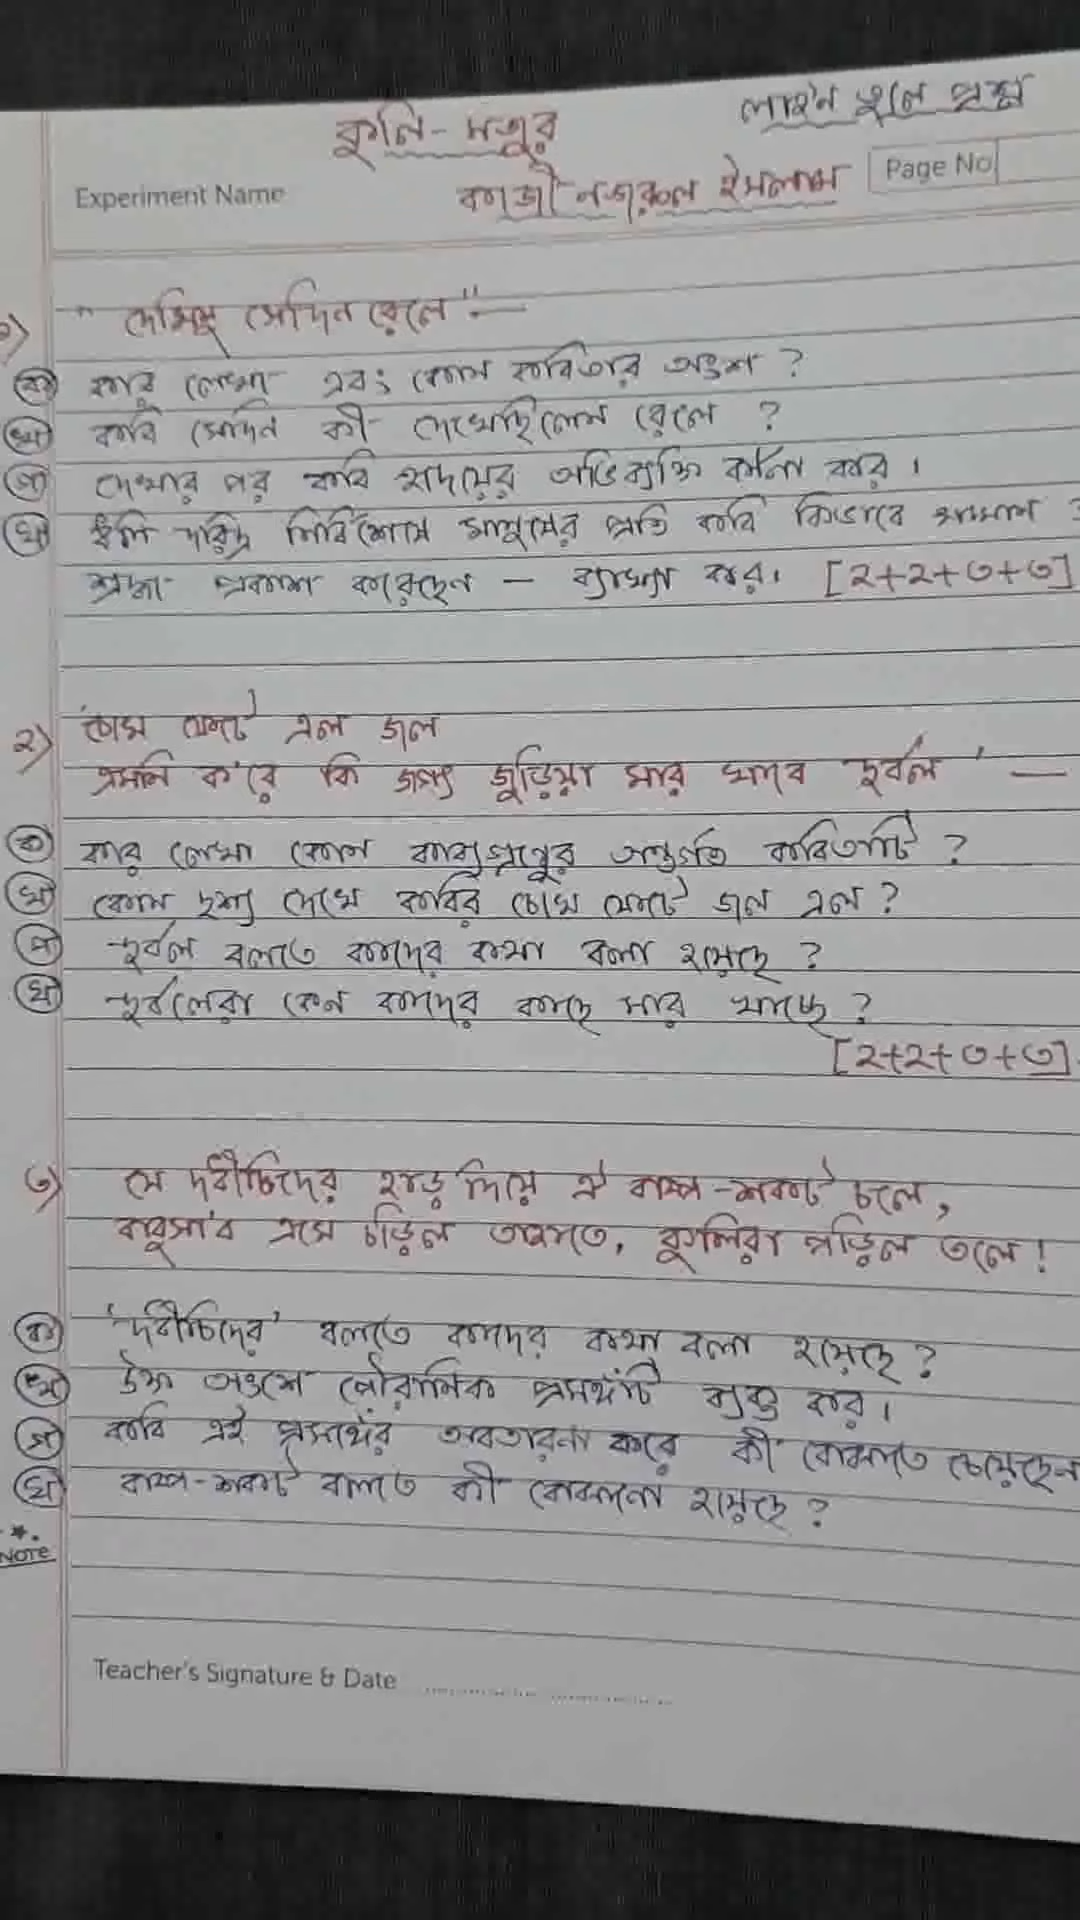 লাইন তুলে প্রশ্ন
কুলি-মজুর
Page No
Experiment Name
কাজী নজরুল ইসলাম
১) "দেখিনু সেদিন রেলে" —
ক) কার লেখা এবং কোন কবিতার অংশ ?
খ) কবি সেদিন কী দেখেছিলেন রেলে ?
গ) দেখার পর কবি হৃদয়ের অভিব্যক্তি বর্ণনা কর।
ঘ) ধনি দরিদ্র নির্বিশেষে মানুষের প্রতি কবি কিভাবে
শ্রদ্ধা প্রকাশ করেছেন — ব্যাখ্যা কর। [২+২+৩+৩]
২) 'চোখ ফেটে এল জল
এমনি ক'রে কি জগৎ জুড়িয়া মার খাবে দুর্বল' —
ক) কার লেখা কোন কাব্যগ্রন্থের অন্তর্গত কবিতাটি ?
খ) কোন দৃশ্য দেখে কবির চোখ ফেটে জল এল ?
গ) দুর্বল বলতে কাদের কথা বলা হয়েছে ?
ঘ) দুর্বলেরা কেন কাদের কাছে মার খাচ্ছে ?
[২+২+৩+৩]
৩) যে দধীচিদের হাড় দিয়ে ঐ বাষ্প-শকট চলে,
বাবুসা'ব এসে চড়িল তাহাতে, কুলিরা পড়িল তলে !
ক) 'দধীচিদের' বলতে কাদের কথা বলা হয়েছে ?
খ) উক্ত অংশে পৌরানিক প্রসঙ্গটি ব্যক্ত কর।
গ) কবি এই প্রসঙ্গের অবতারনা করে কী বোঝাতে চেয়েছেন
ঘ) বাষ্প-শকট বলতে কী বোঝানো হয়েছে ?
NOTE
Teacher's Signature & Date